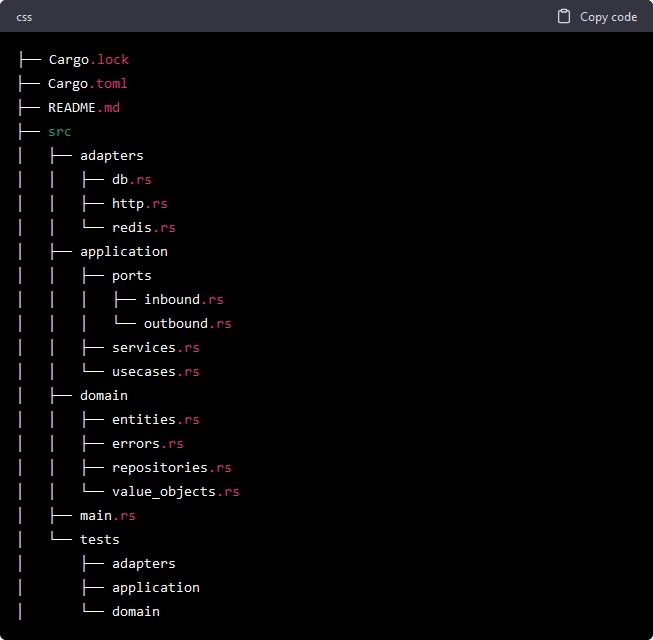 css Copy code
├── Cargo.lock
├── Cargo.toml
├── README.md
├── src
│   ├── adapters
│   │   ├── db.rs
│   │   ├── http.rs
│   │   └── redis.rs
│   ├── application
│   │   ├── ports
│   │   │   ├── inbound.rs
│   │   │   └── outbound.rs
│   │   ├── services.rs
│   │   └── usecases.rs
│   ├── domain
│   │   ├── entities.rs
│   │   ├── errors.rs
│   │   ├── repositories.rs
│   │   └── value_objects.rs
│   ├── main.rs
│   └── tests
│       ├── adapters
│       ├── application
│       └── domain